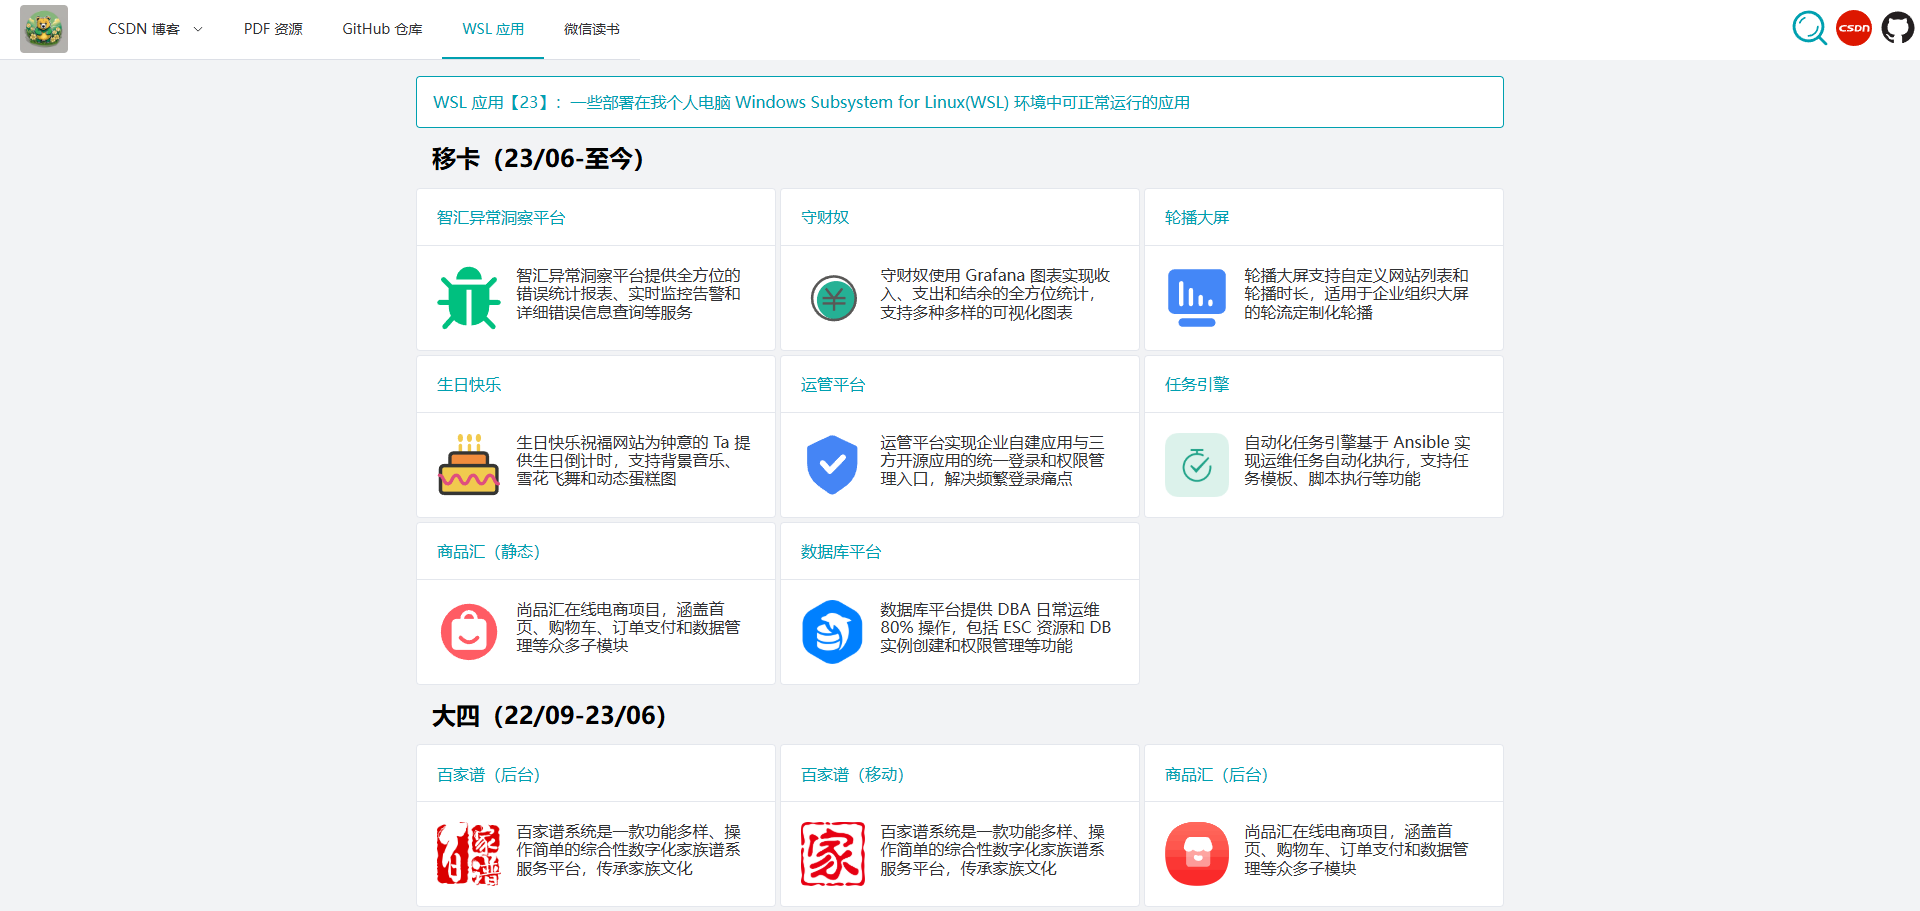 CSDN 博客
PDF 资源
GitHub 仓库
WSL 应用
微信读书
CSDN
WSL 应用【23】：一些部署在我个人电脑 Windows Subsystem for Linux(WSL) 环境中可正常运行的应用
移卡（23/06-至今）
智汇异常洞察平台
智汇异常洞察平台提供全方位的
错误统计报表、实时监控告警和
详细错误信息查询等服务
守财奴
守财奴使用 Grafana 图表实现收
入、支出和结余的全方位统计，
支持多种多样的可视化图表
轮播大屏
轮播大屏支持自定义网站列表和
轮播时长，适用于企业组织大屏
的轮流定制化轮播
生日快乐
生日快乐祝福网站为钟意的 Ta 提
供生日倒计时，支持背景音乐、
雪花飞舞和动态蛋糕图
运管平台
运管平台实现企业自建应用与三
方开源应用的统一登录和权限管
理入口，解决频繁登录痛点
任务引擎
自动化任务引擎基于 Ansible 实
现运维任务自动化执行，支持任
务模板、脚本执行等功能
商品汇（静态）
尚品汇在线电商项目，涵盖首
页、购物车、订单支付和数据管
理等众多子模块
数据库平台
数据库平台提供 DBA 日常运维
80% 操作，包括 ESC 资源和 DB
实例创建和权限管理等功能
大四（22/09-23/06）
百家谱（后台）
百家谱
百家谱系统是一款功能多样、操
作简单的综合性数字化家族谱系
服务平台，传承家族文化
百家谱（移动）
家
百家谱系统是一款功能多样、操
作简单的综合性数字化家族谱系
服务平台，传承家族文化
商品汇（后台）
尚品汇在线电商项目，涵盖首
页、购物车、订单支付和数据管
理等众多子模块